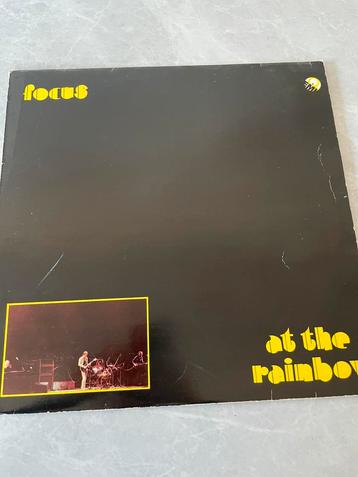 focus
at the
rainbow